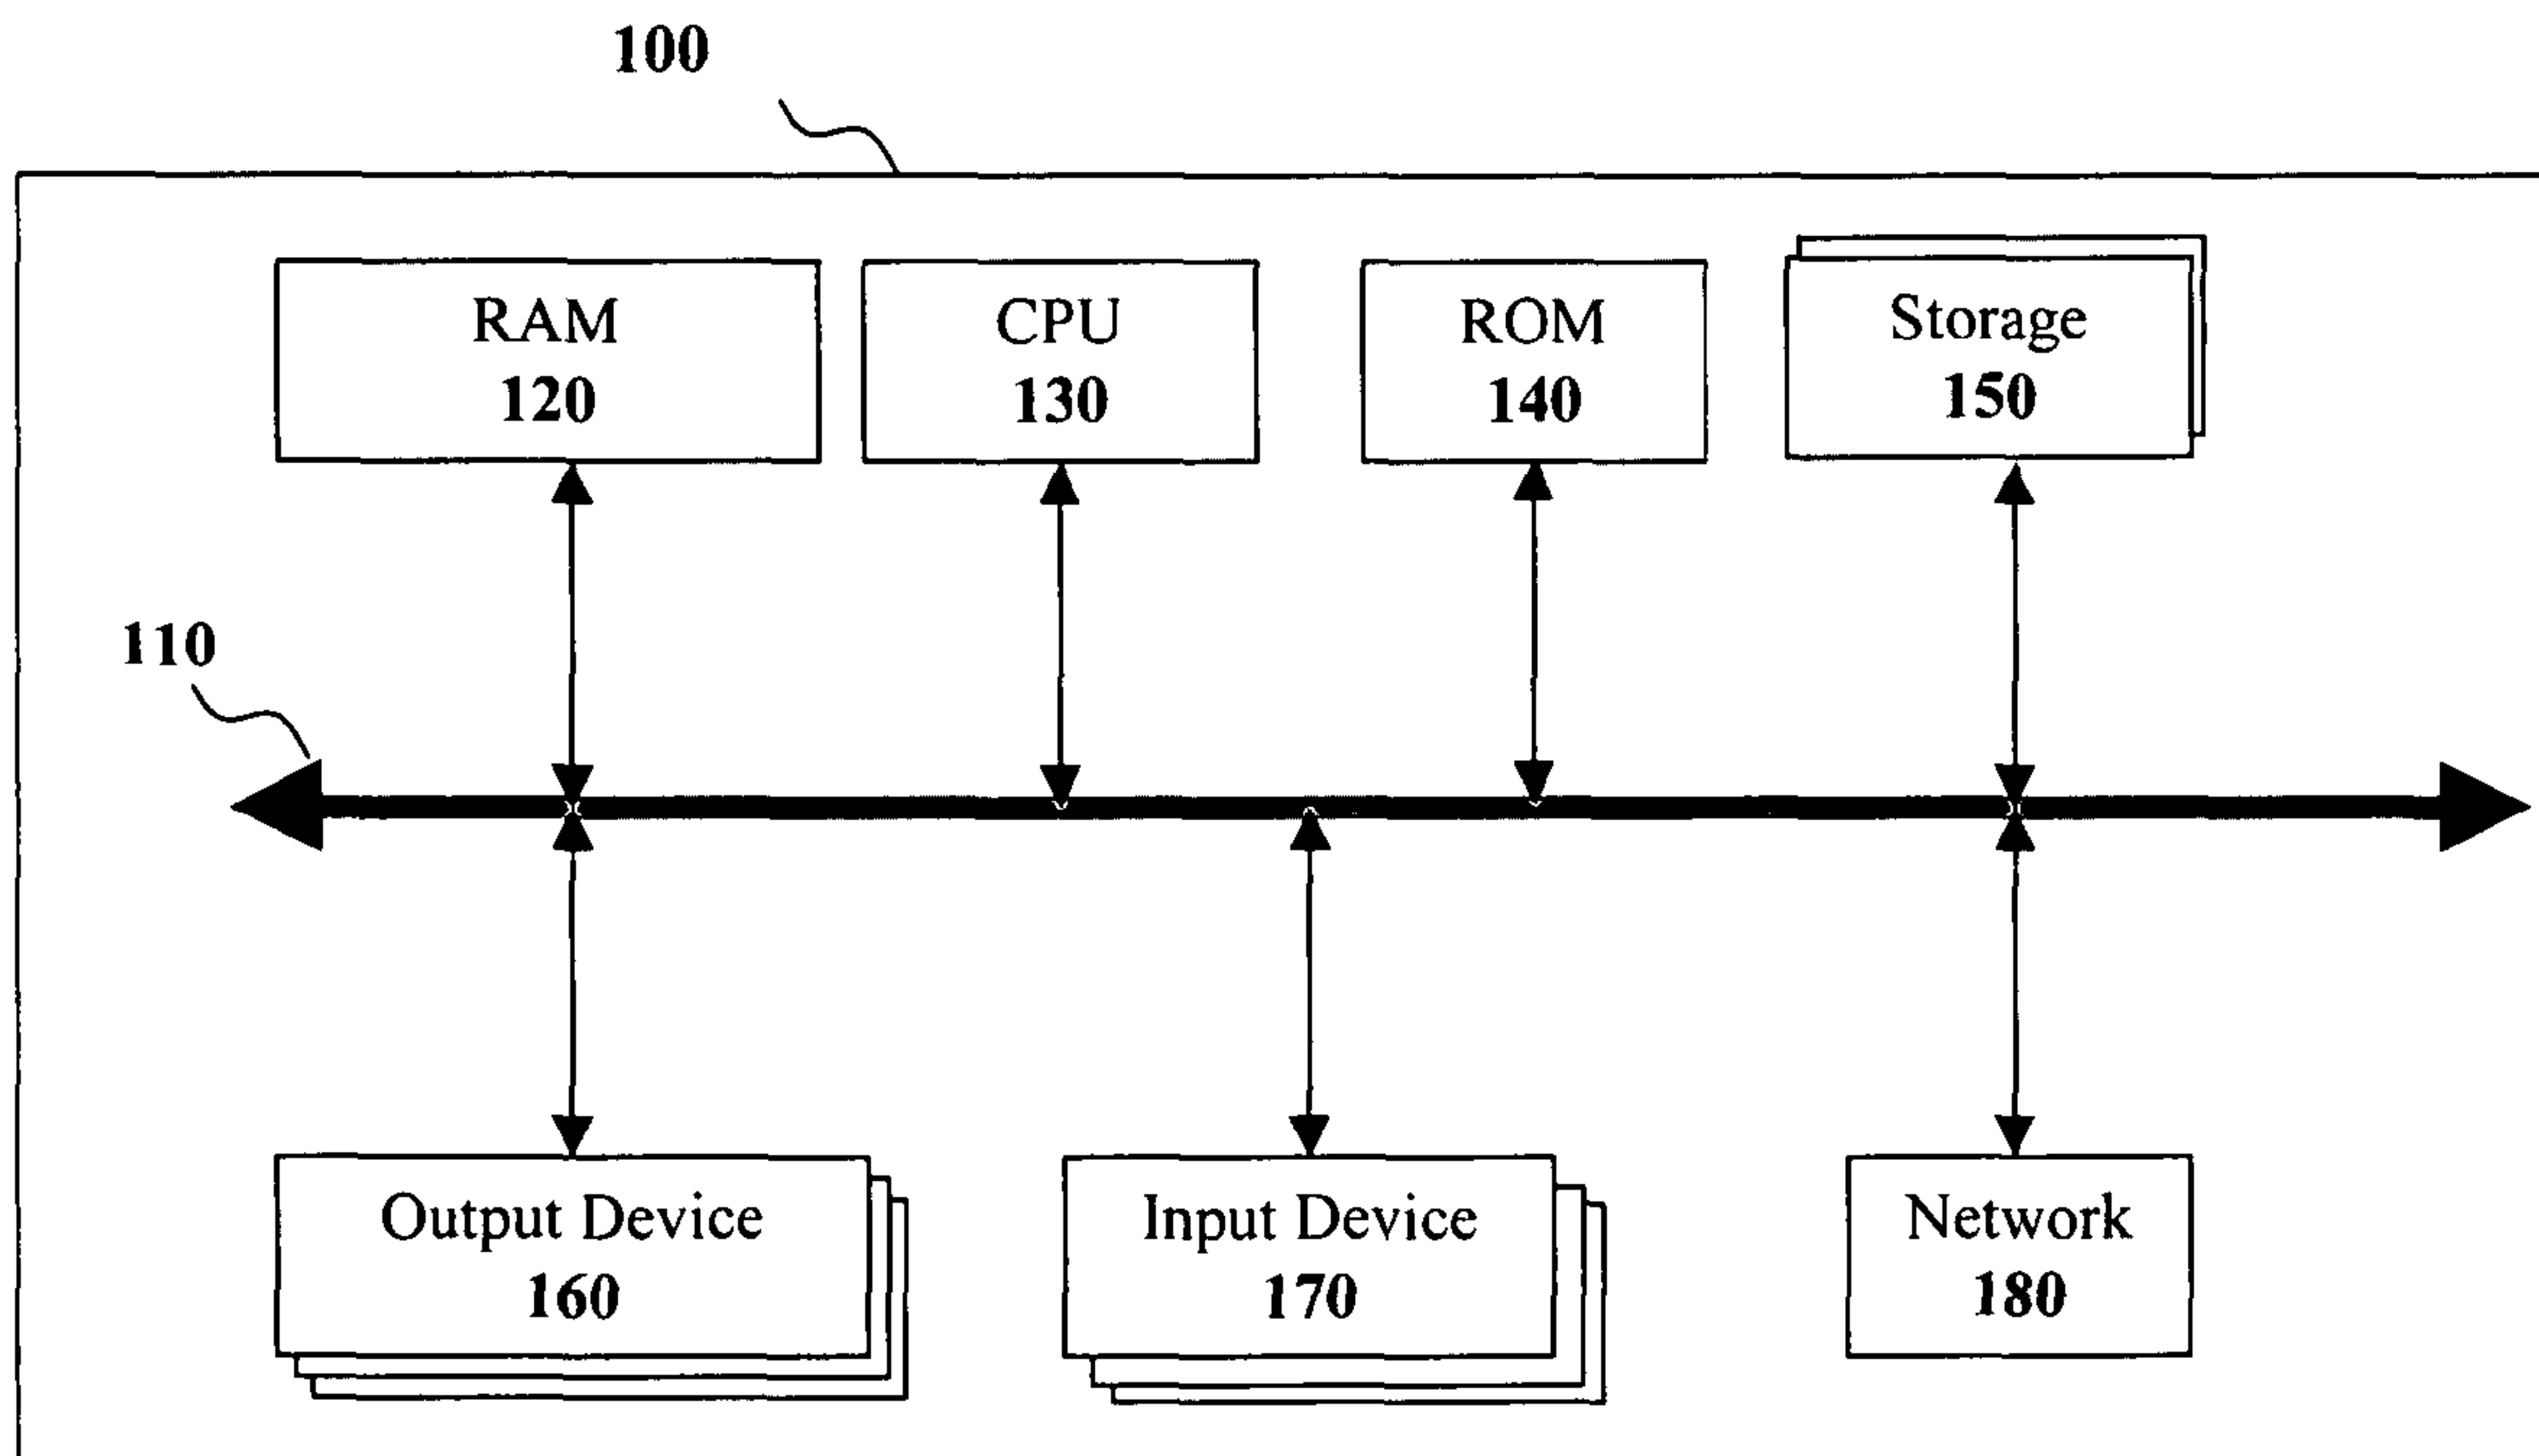 100
RAM
120
CPU
130
ROM
140
Storage
150
110
Output Device
160
Input Device
170
Network
180